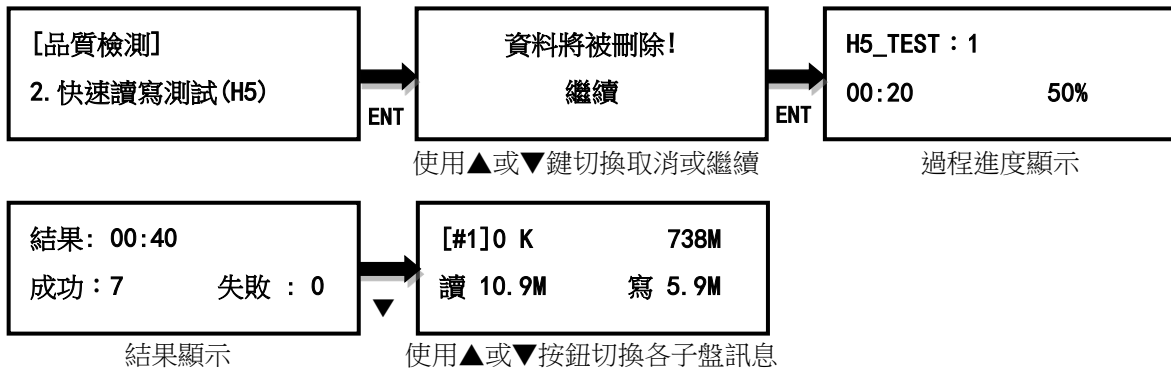 [品質檢測]
2.快速讀寫測試(H5)
ENT
資料將被刪除!
繼續
ENT
H5_TEST：1
00:20 50%
使用▲或▼鍵切換取消或繼續
過程進度顯示
結果: 00:40
成功：7 失敗 : 0
▼
[#1]0 K 738M
讀 10.9M 寫 5.9M
結果顯示
使用▲或▼按鈕切換各子盤訊息